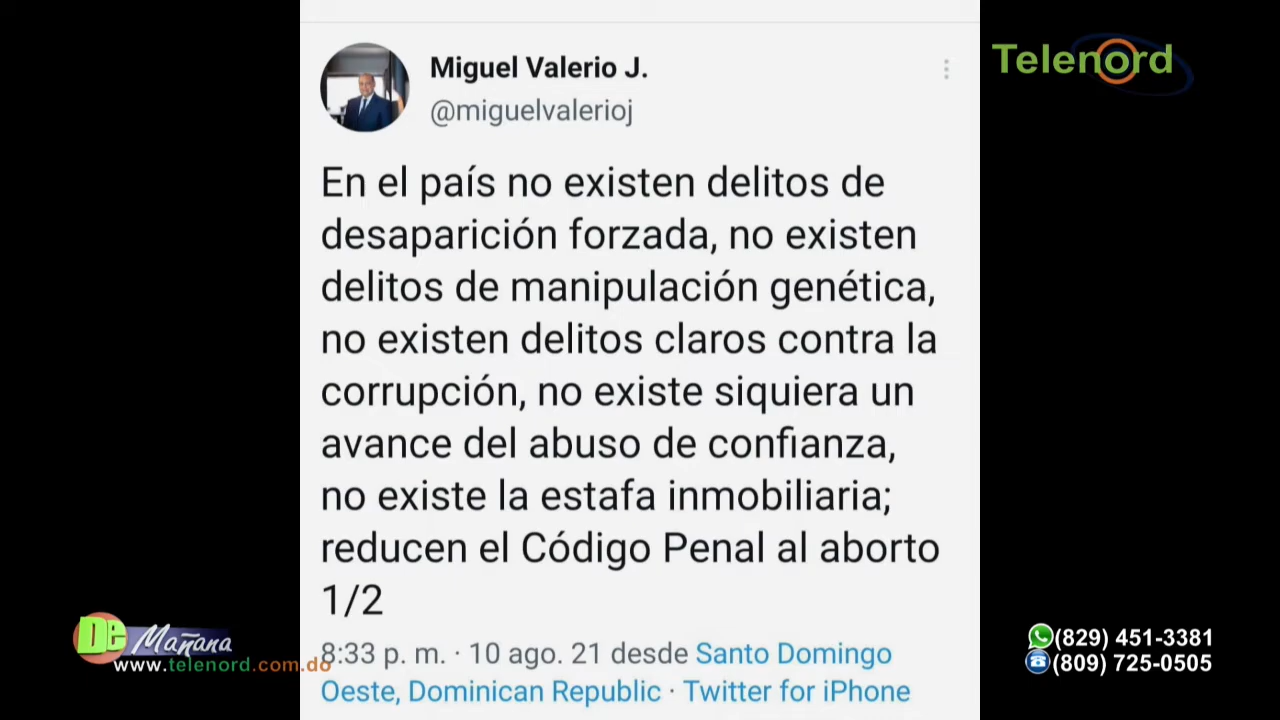 Miguel Valerio J.
@miguelvalerioj
Telenord
En el país no existen delitos de
desaparición forzada, no existen
delitos de manipulación genética,
no existen delitos claros contra la
corrupción, no existe siquiera un
avance del abuso de confianza,
no existe la estafa inmobiliaria;
reducen el Código Penal al aborto
1/2
8:33 p. m. · 10 ago. 21 desde Santo Domingo
Oeste, Dominican Republic · Twitter for iPhone
De Mañana
www.telenord.com.do
(829) 451-3381
(809) 725-0505